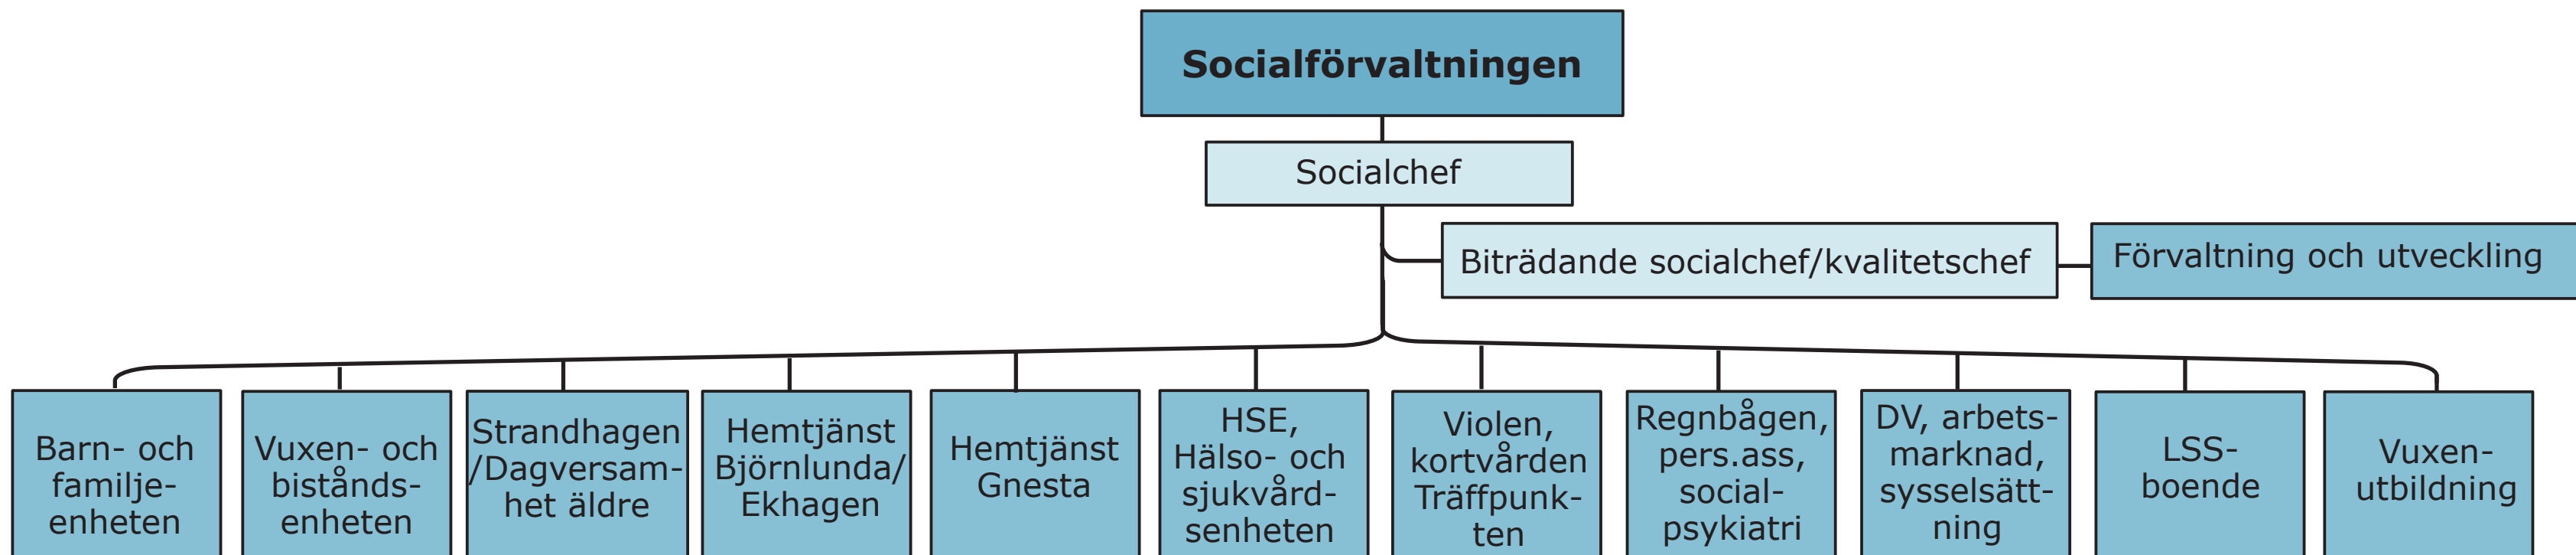 Socialförvaltningen
Socialchef
Biträdande socialchef/kvalitetschef
Förvaltning och utveckling
Barn- och
familje-
enheten
Vuxen- och
bistånds-
enheten
Strandhagen
/Dagversam-
het äldre
Hemtjänst
Björnlunda/
Ekhagen
Hemtjänst
Gnesta
HSE,
Hälso- och
sjukvård-
senheten
Violen,
kortvården
Träffpunk-
ten
Regnbågen,
pers.ass,
social-
psykiatri
DV, arbets-
marknad,
sysselsätt-
ning
LSS-
boende
Vuxen-
utbildning